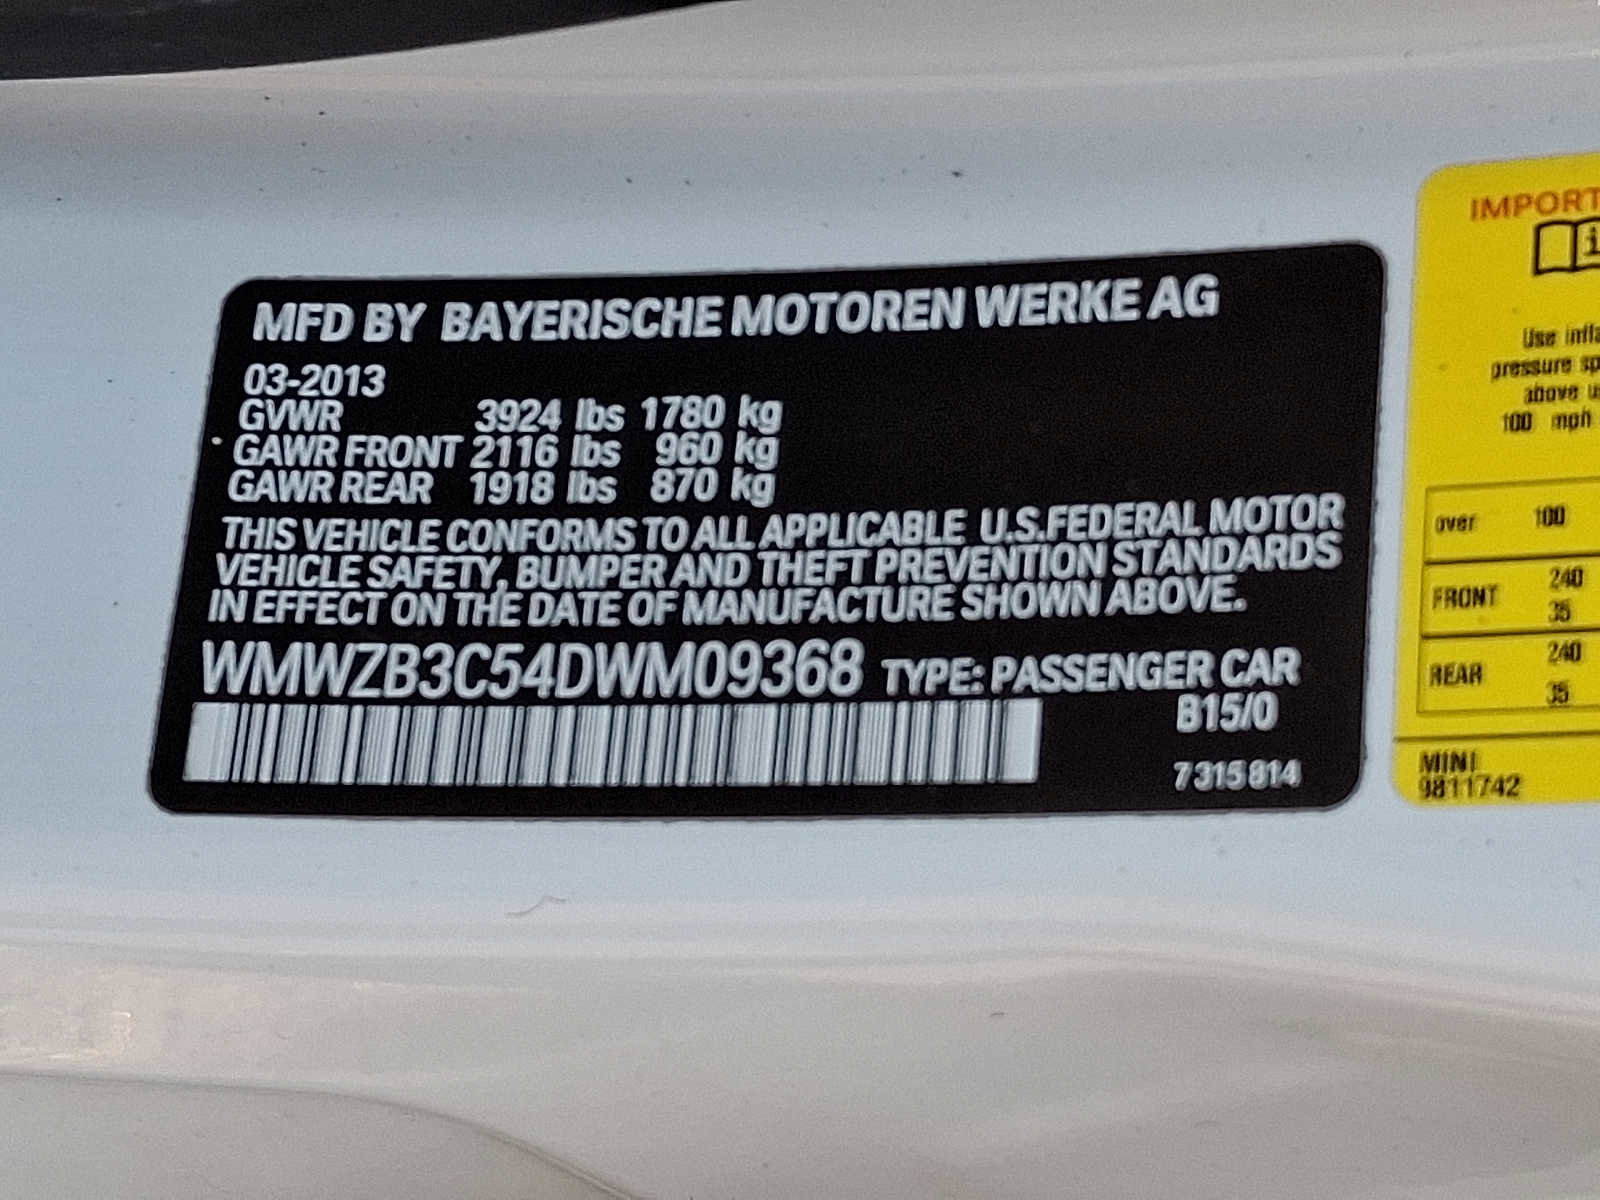 MFD BY BAYERISCHE MOTOREN WERKE AG
03-2013
GVWR 3924 lbs 1780 kg
GAWR FRONT 2116 lbs 960 kg
GAWR REAR 1918 lbs 870 kg
THIS VEHICLE CONFORMS TO ALL APPLICABLE U.S.FEDERAL MOTOR
VEHICLE SAFETY, BUMPER AND THEFT PREVENTION STANDARDS
IN EFFECT ON THE DATE OF MANUFACTURE SHOWN ABOVE.
WMWZB3C54DWM09368 TYPE: PASSENGER CAR
B15/0
7315814
IMPORT
i
Use infla
pressure sp
above u
100 mph
over 100
FRONT 240
35
REAR 240
35
MINI
9811742